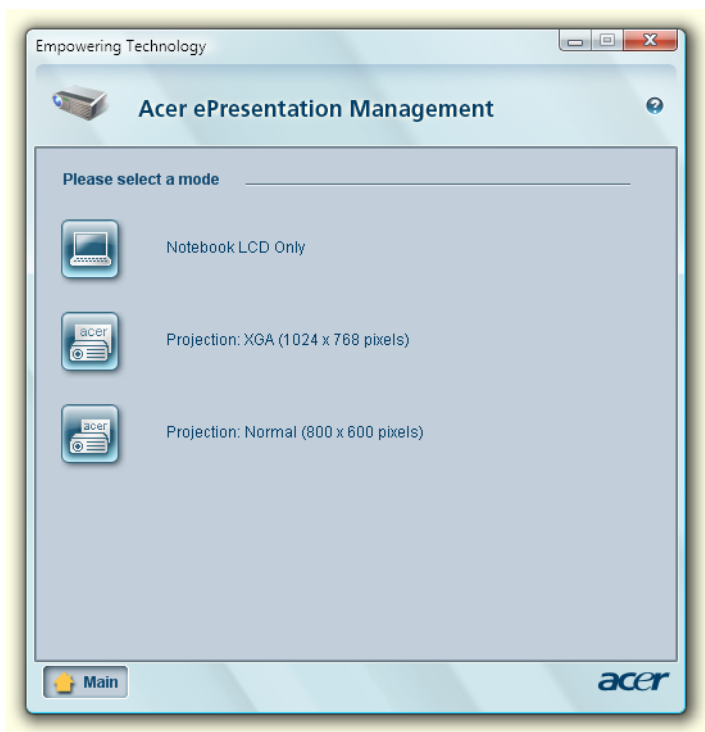 Empowering Technology
Acer ePresentation Management
Please select a mode
Notebook LCD Only
acer
Projection: XGA (1024 x 768 pixels)
acer
Projection: Normal (800 x 600 pixels)
Main
acer